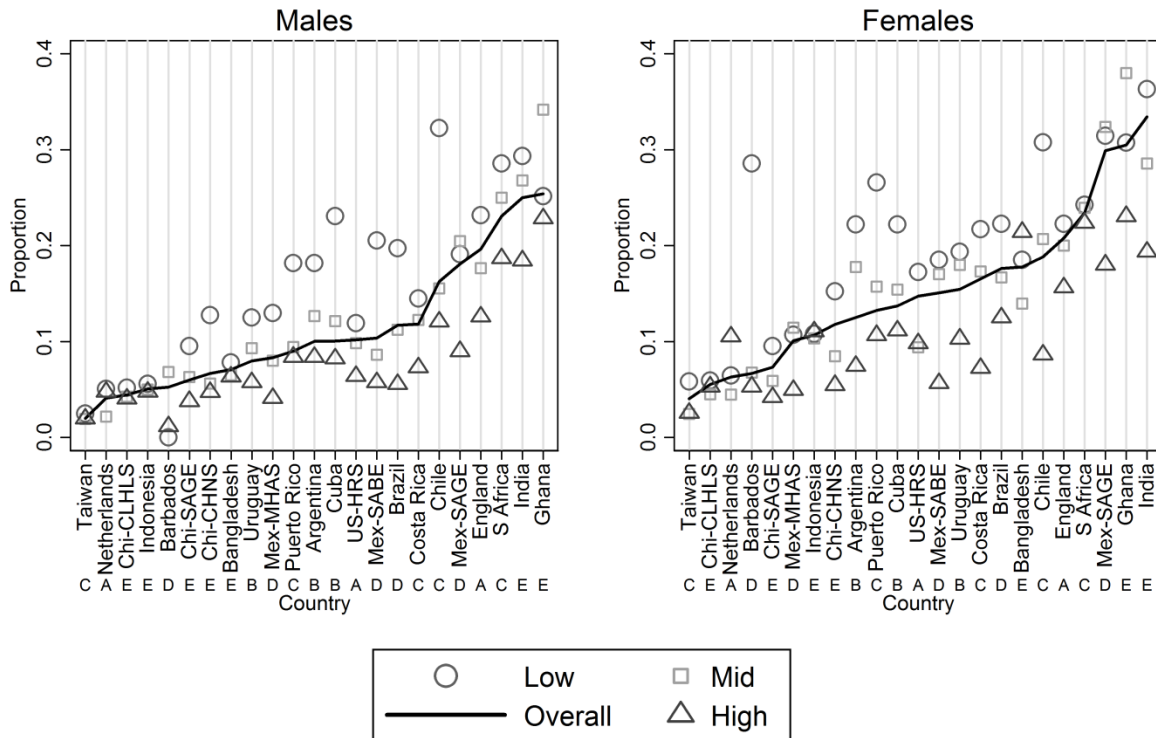 Males
Proportion
0.4
0.3
0.2
0.1
0.0
Taiwan
Netherlands
Chi-CLHLS
Indonesia
Barbados
Chi-SAGE
Chi-CHNS
Bangladesh
Uruguay
Mex-MHAS
Puerto Rico
Argentina
Cuba
US-HRS
Mex-SABE
Brazil
Costa Rica
Chile
Mex-SAGE
England
S Africa
India
Ghana
C A E E D E E E B D C B B A D D C C D A C E E
Country
Females
Proportion
0.4
0.3
0.2
0.1
0.0
Taiwan
Chi-CLHLS
Netherlands
Barbados
Chi-SAGE
Mex-MHAS
Indonesia
Chi-CHNS
Argentina
Puerto Rico
Cuba
US-HRS
Mex-SABE
Uruguay
Costa Rica
Brazil
Bangladesh
Chile
England
S Africa
Mex-SAGE
Ghana
India
C E A D E D E E B C B A D B C D E C A C D E E
Country
Low Mid
Overall High